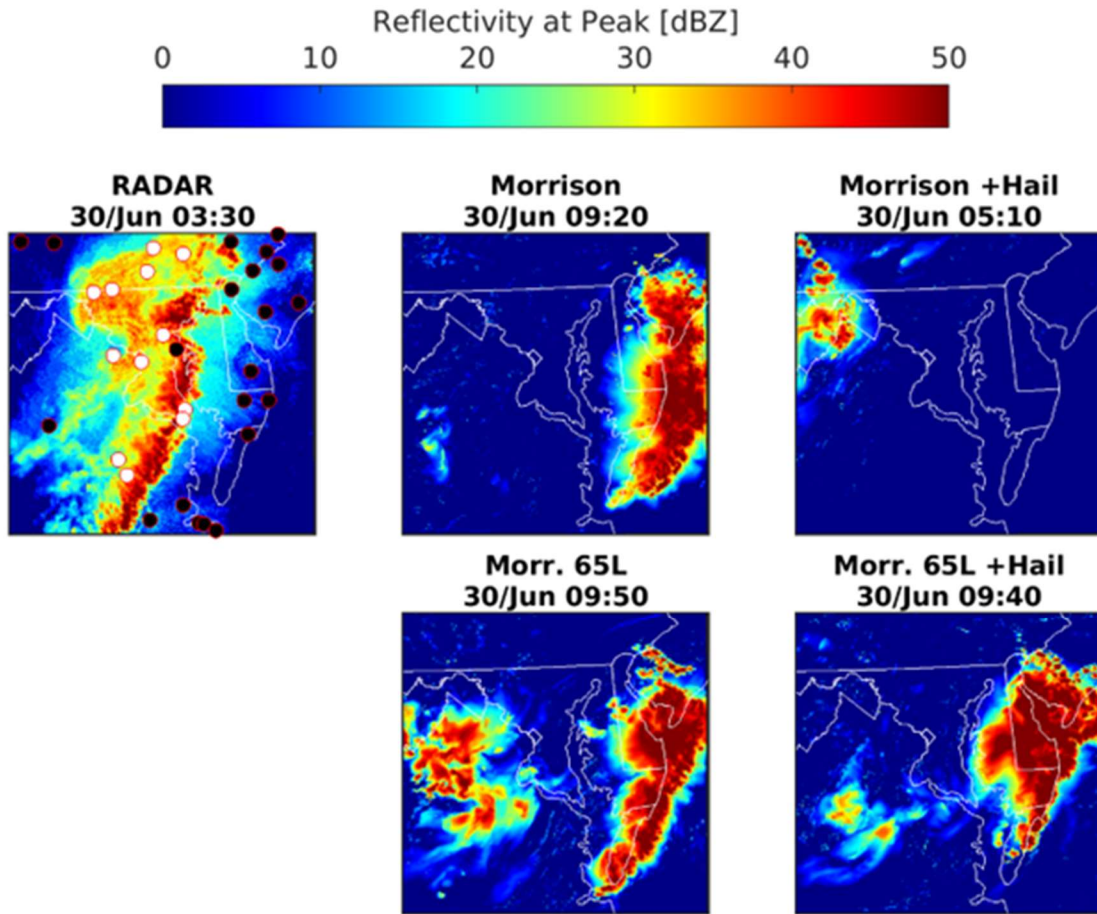 Reflectivity at Peak [dBZ]
0 10 20 30 40 50
RADAR
30/Jun 03:30
Morrison
30/Jun 09:20
Morrison +Hail
30/Jun 05:10
Morr. 65L
30/Jun 09:50
Morr. 65L +Hail
30/Jun 09:40